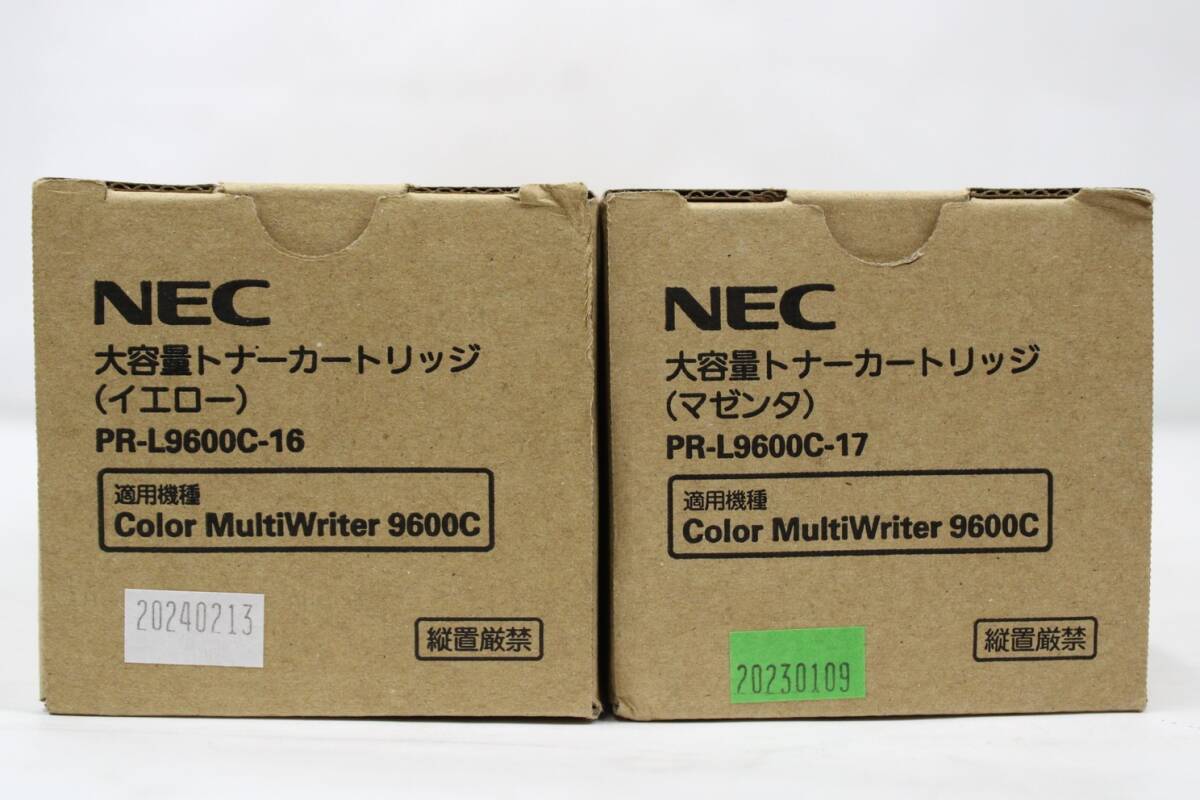 NEC
大容量トナーカートリッジ
(イエロー)
PR-L9600C-16
適用機種
Color MultiWriter 9600C
20240213
縦置厳禁
NEC
大容量トナーカートリッジ
(マゼンタ)
PR-L9600C-17
適用機種
Color MultiWriter 9600C
20230109
縦置厳禁